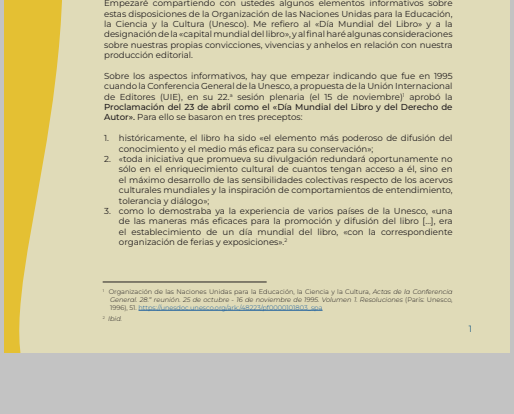 Empezaré compartiendo con ustedes algunos elementos informativos sobre
estas disposiciones de la Organización de las Naciones Unidas para la Educación,
la Ciencia y la Cultura (Unesco). Me refiero al «Día Mundial del Libro» y a la
designación de la «capital mundial del libro», y al final haré algunas consideraciones
sobre nuestras propias convicciones, vivencias y anhelos en relación con nuestra
producción editorial.
Sobre los aspectos informativos, hay que empezar indicando que fue en 1995
cuando la Conferencia General de la Unesco, a propuesta de la Unión Internacional
de Editores (UIE), en su 22.ª sesión plenaria (el 15 de noviembre)¹ aprobó la
Proclamación del 23 de abril como el «Día Mundial del Libro y del Derecho de
Autor». Para ello se basaron en tres preceptos:
1. históricamente, el libro ha sido «el elemento más poderoso de difusión del
conocimiento y el medio más eficaz para su conservación»;
2. «toda iniciativa que promueva su divulgación redundará oportunamente no
sólo en el enriquecimiento cultural de cuantos tengan acceso a él, sino en
el máximo desarrollo de las sensibilidades colectivas respecto de los acervos
culturales mundiales y la inspiración de comportamientos de entendimiento,
tolerancia y diálogo»;
3. como lo demostraba ya la experiencia de varios países de la Unesco, «una
de las maneras más eficaces para la promoción y difusión del libro [...], era
el establecimiento de un día mundial del libro, «con la correspondiente
organización de ferias y exposiciones».²
¹ Organización de las Naciones Unidas para la Educación, la Ciencia y la Cultura, Actas de la Conferencia
General. 28.ª reunión. 25 de octubre - 16 de noviembre de 1995. Volumen 1. Resoluciones (París: Unesco,
1996), 51. https://unesdoc.unesco.org/ark:/48223/pf0000101803_spa
² Ibid.
1